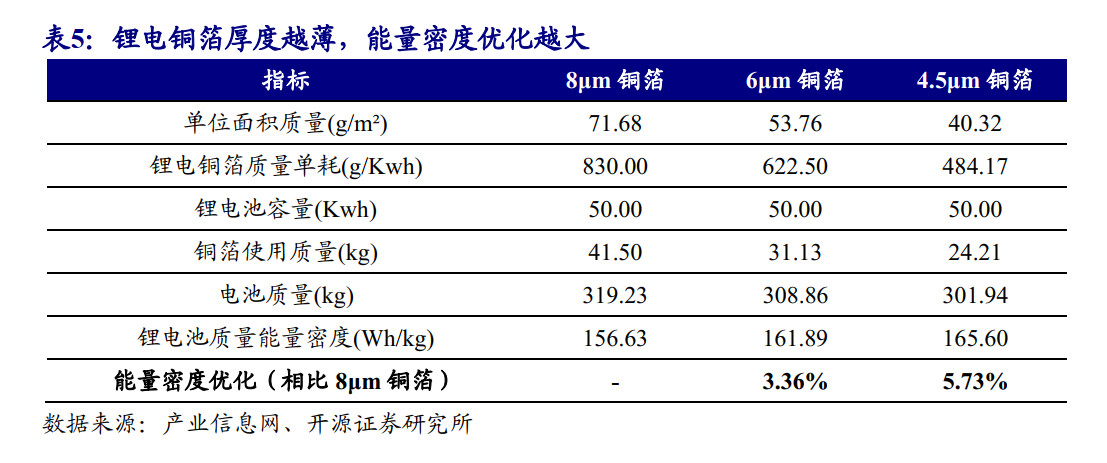 表5：锂电铜箔厚度越薄，能量密度优化越大
指标 8μm 铜箔 6μm 铜箔 4.5μm 铜箔
单位面积质量(g/m²) 71.68 53.76 40.32
锂电铜箔质量单耗(g/Kwh) 830.00 622.50 484.17
锂电池容量(Kwh) 50.00 50.00 50.00
铜箔使用质量(kg) 41.50 31.13 24.21
电池质量(kg) 319.23 308.86 301.94
锂电池质量能量密度(Wh/kg) 156.63 161.89 165.60
能量密度优化（相比 8μm 铜箔） - 3.36% 5.73%
数据来源：产业信息网、开源证券研究所